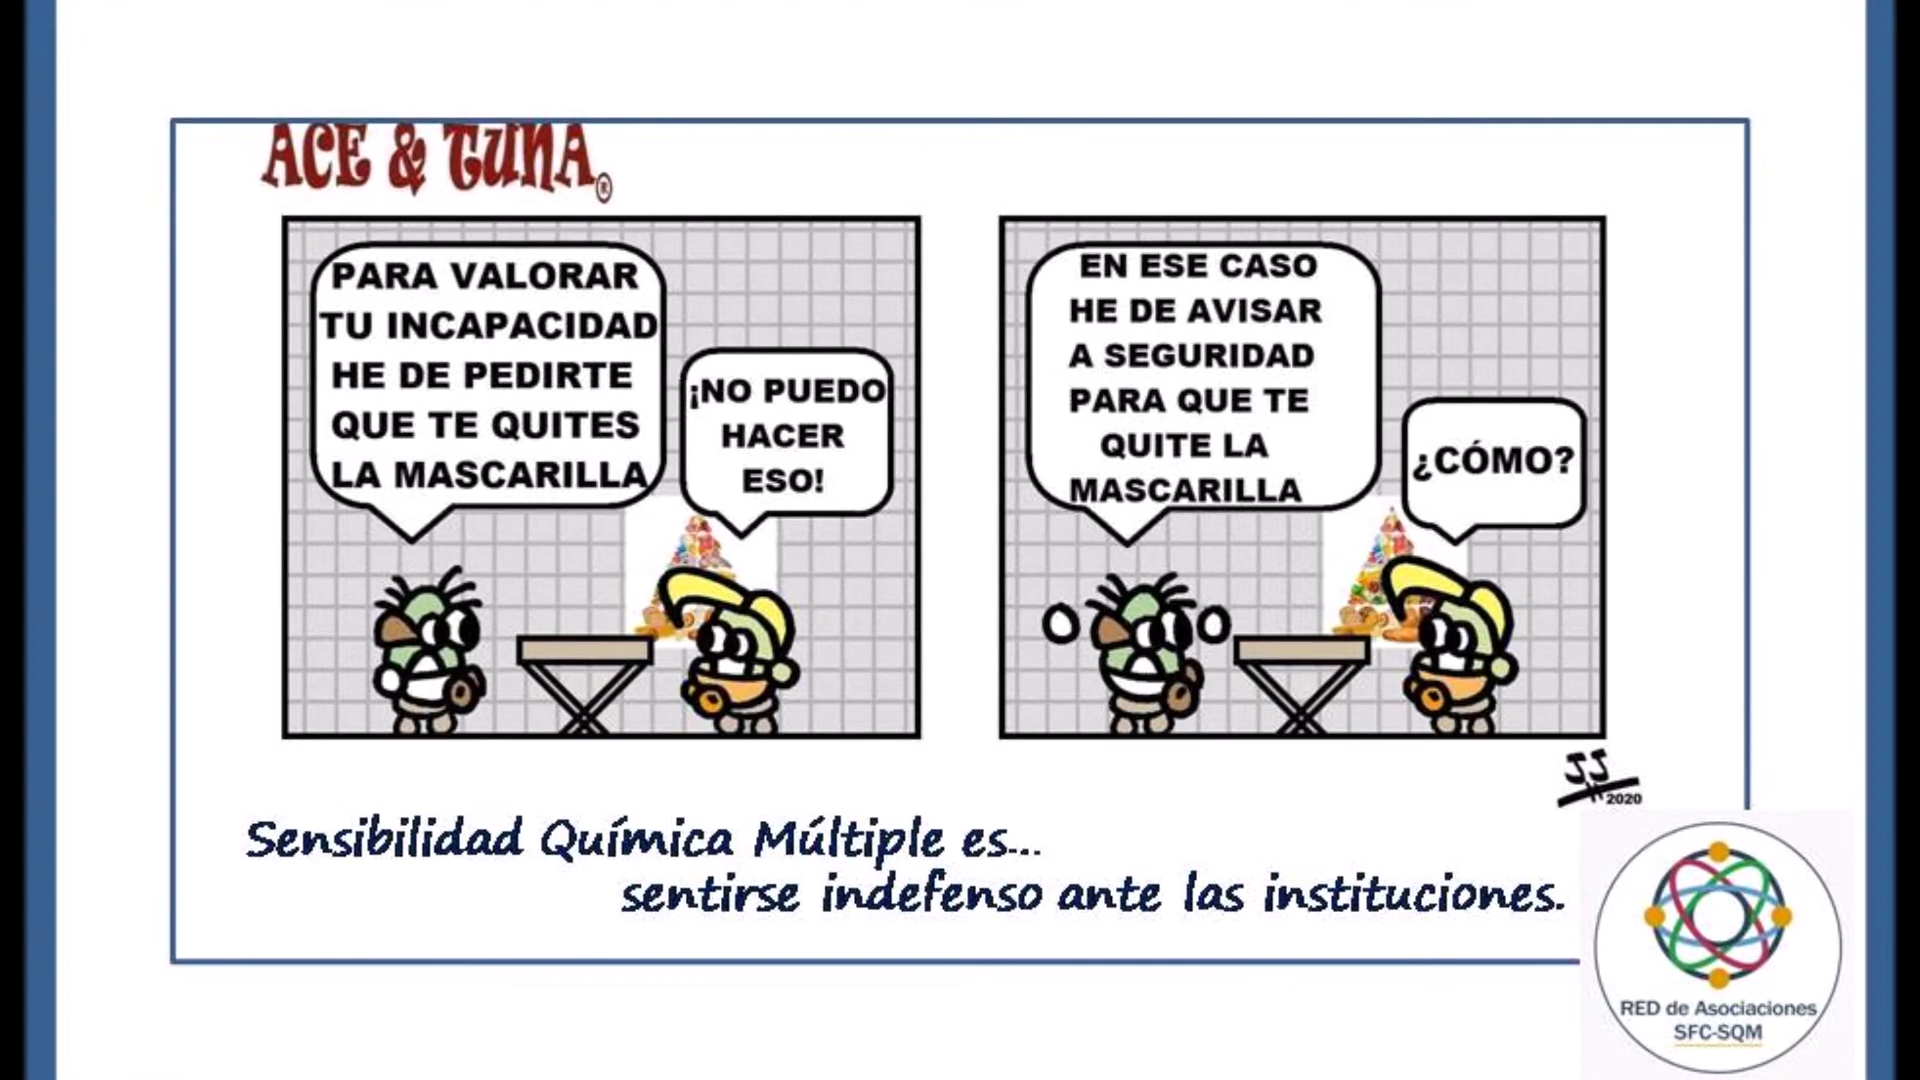 ACE & TUNA®
PARA VALORAR
TU INCAPACIDAD
HE DE PEDIRTE
QUE TE QUITES
LA MASCARILLA
¡NO PUEDO
HACER
ESO!
EN ESE CASO
HE DE AVISAR
A SEGURIDAD
PARA QUE TE
QUITE LA
MASCARILLA
¿CÓMO?
JJ
2020
Sensibilidad Química Múltiple es...
sentirse indefenso ante las instituciones.
RED de Asociaciones
SFC-SQM